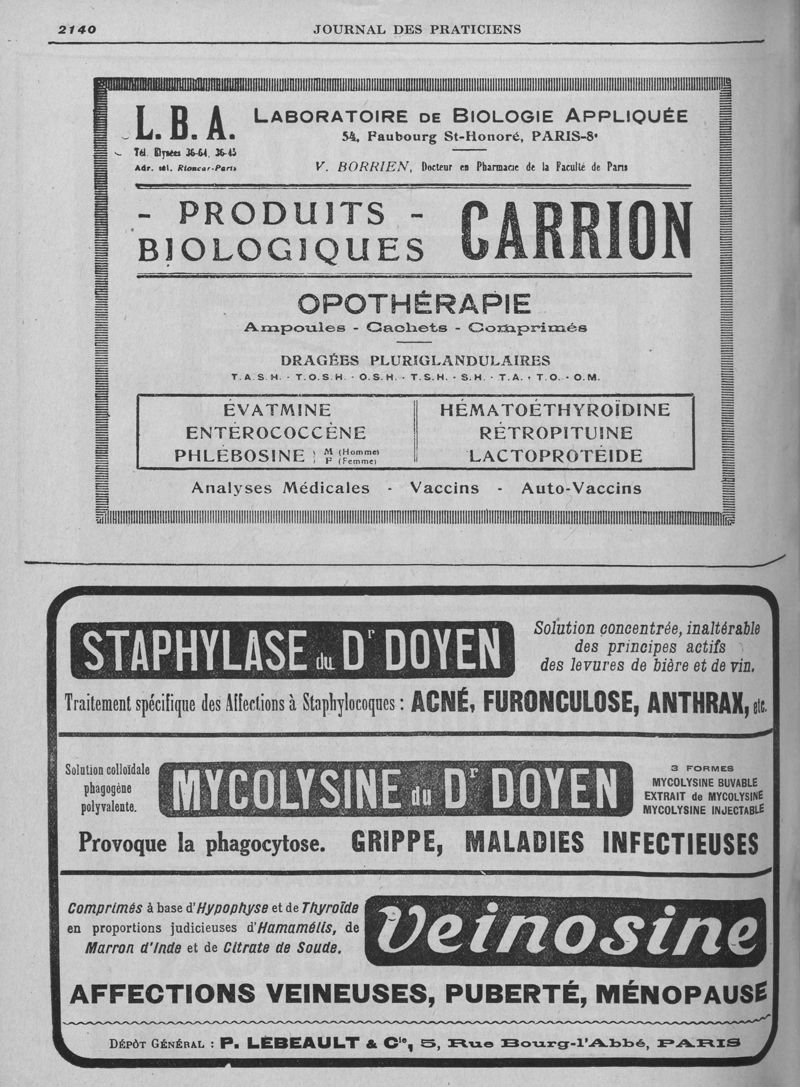 2140
JOURNAL DES PRATICIENS
L.B.A.
LABORATOIRE DE BIOLOGIE APPLIQUÉE
54, Faubourg St-Honoré, PARIS-8e
Tél. Elysées 36-64, 36-45
Adr. tél. Rioncar-Paris
V. BORRIEN, Docteur en Pharmacie de la Faculté de Paris
- PRODUITS -
BIOLOGIQUES
CARRION
OPOTHÉRAPIE
Ampoules - Cachets - Comprimés
DRAGÉES PLURIGLANDULAIRES
T.A.S.H. - T.O.S.H. - O.S.H. - T.S.H. - S.H. - T.A. - T.O. - O.M.
ÉVATMINE
ENTÉROCOCCÈNE
PHLÉBOSINE } M (Homme)
F (Femme)
HÉMATOÉTHYROÏDINE
RÉTROPITUINE
LACTOPROTÉIDE
Analyses Médicales - Vaccins - Auto-Vaccins
STAPHYLASE du Dr DOYEN
Solution concentrée, inaltérable
des principes actifs
des levures de bière et de vin.
Traitement spécifique des Affections à Staphylocoques : ACNÉ, FURONCULOSE, ANTHRAX, etc.
Solution colloïdale
phagogène
polyvalente.
MYCOLYSINE du Dr DOYEN
3 FORMES
MYCOLYSINE BUVABLE
EXTRAIT de MYCOLYSINE
MYCOLYSINE INJECTABLE
Provoque la phagocytose. GRIPPE, MALADIES INFECTIEUSES
Comprimés à base d'Hypophyse et de Thyroïde
en proportions judicieuses d'Hamamélis, de
Marron d'Inde et de Citrate de Soude.
Veinosine
AFFECTIONS VEINEUSES, PUBERTÉ, MÉNOPAUSE
DÉPÔT GÉNÉRAL : P. LEBEAULT & Cie, 5, Rue Bourg-l'Abbé, PARIS